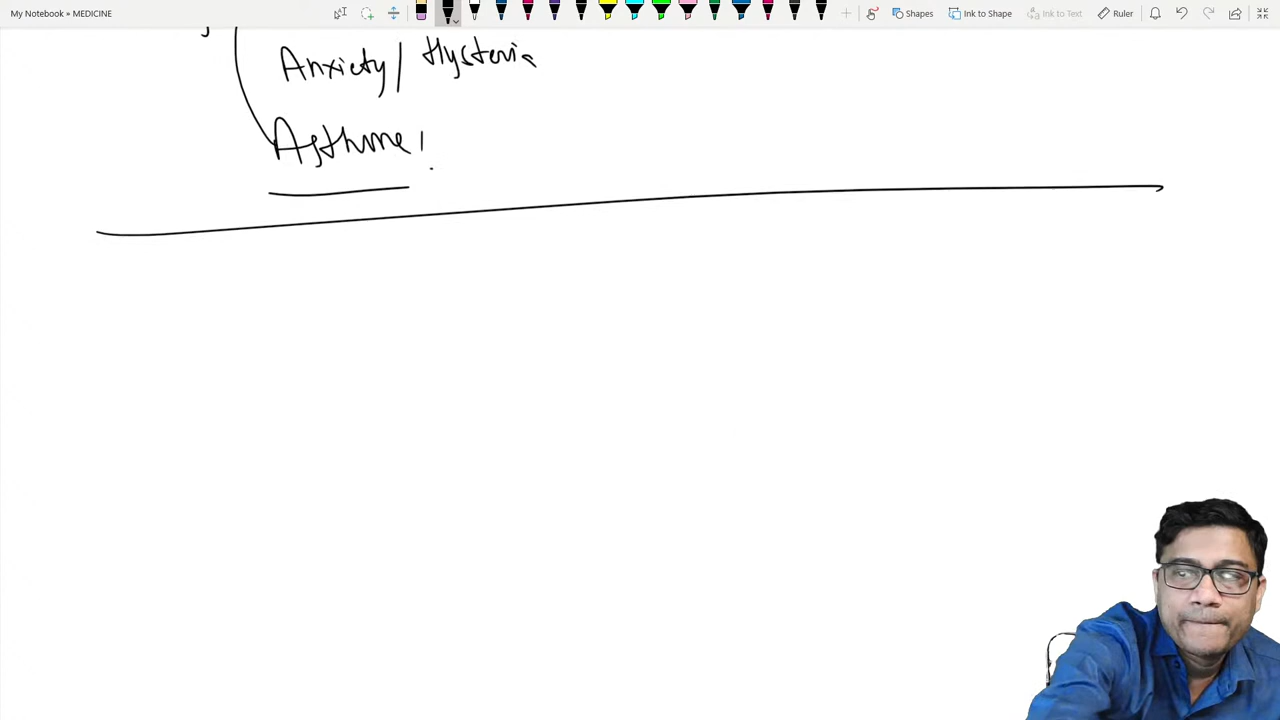 My Notebook » MEDICINE
Shapes
Ink to Shape
Ink to Text
Ruler
Anxiety/ Hysteria
Asthma!